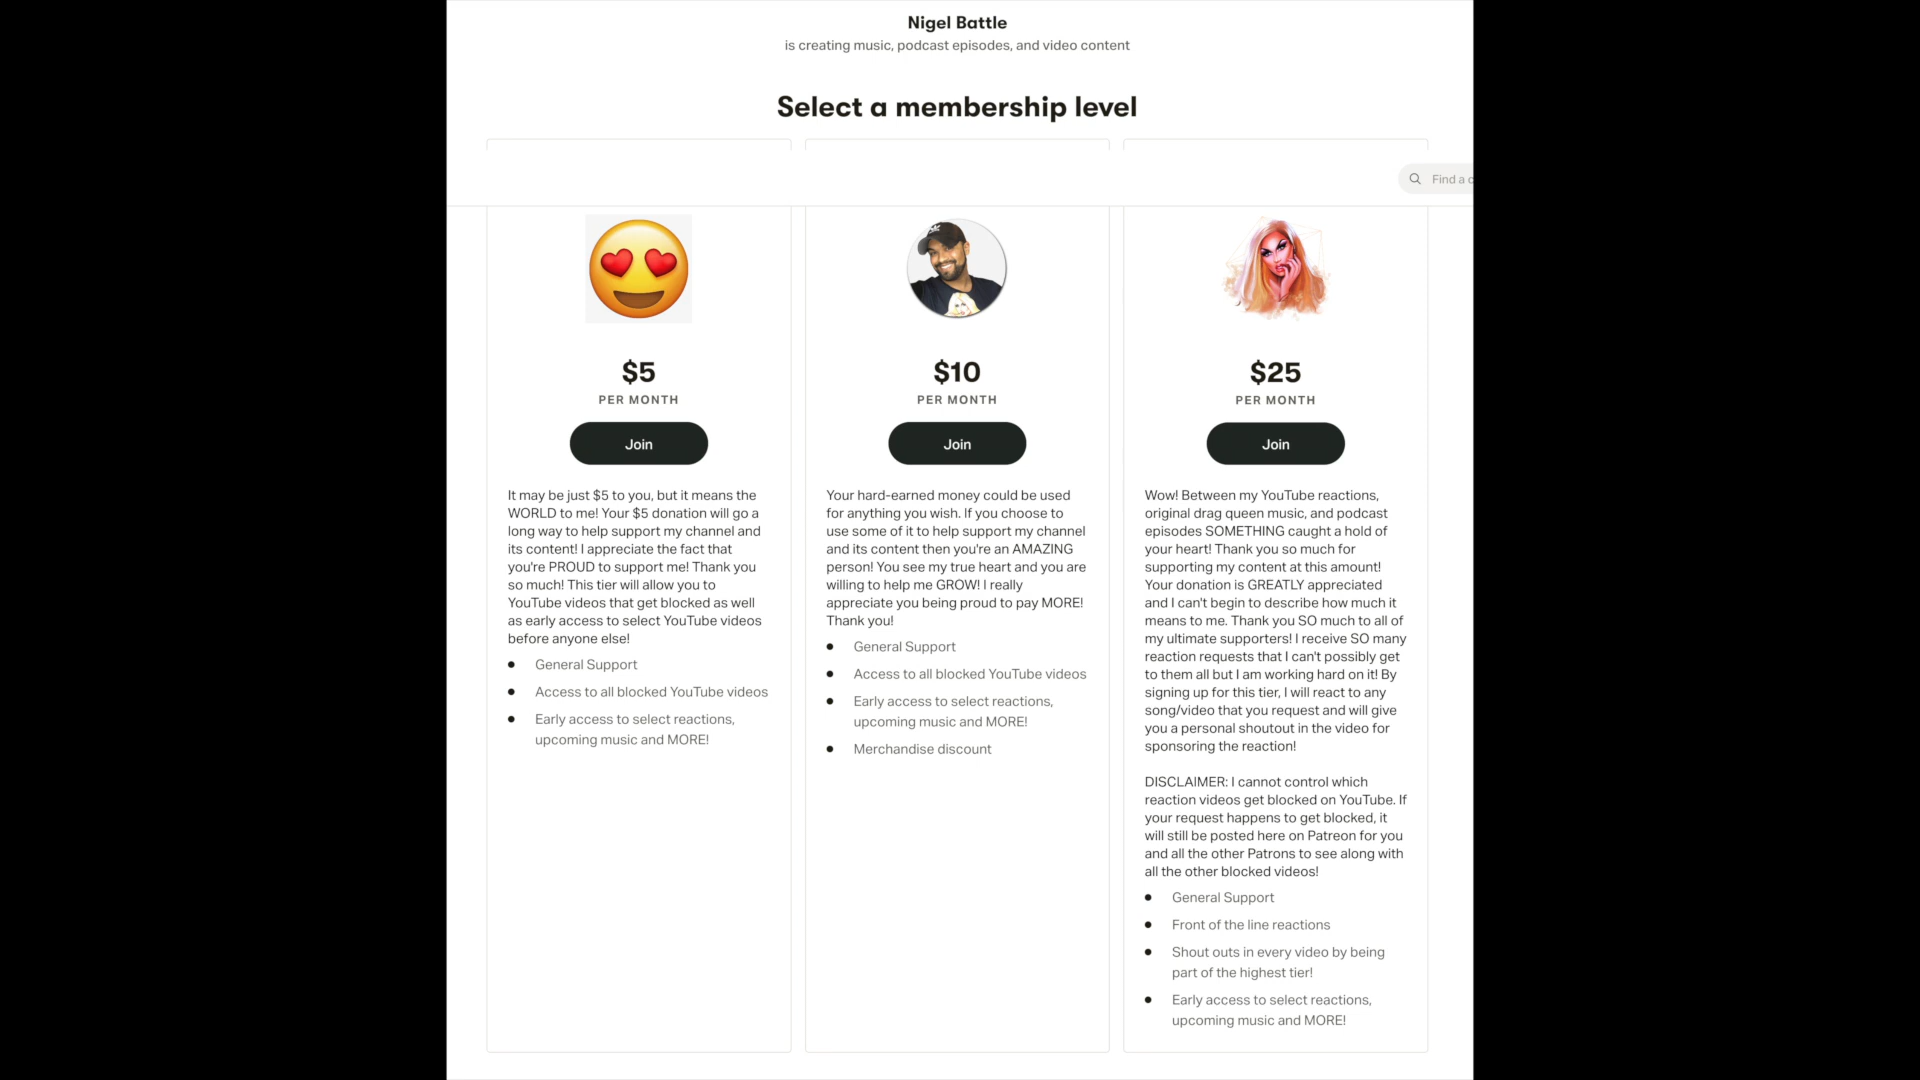 Nigel Battle
is creating music, podcast episodes, and video content
Select a membership level
Find a c
$5
PER MONTH
Join
It may be just $5 to you, but it means the
WORLD to me! Your $5 donation will go a
long way to help support my channel and
its content! I appreciate the fact that
you're PROUD to support me! Thank you
so much! This tier will allow you to
YouTube videos that get blocked as well
as early access to select YouTube videos
before anyone else!
General Support
Access to all blocked YouTube videos
Early access to select reactions,
upcoming music and MORE!
$10
PER MONTH
Join
Your hard-earned money could be used
for anything you wish. If you choose to
use some of it to help support my channel
and its content then you're an AMAZING
person! You see my true heart and you are
willing to help me GROW! I really
appreciate you being proud to pay MORE!
Thank you!
General Support
Access to all blocked YouTube videos
Early access to select reactions,
upcoming music and MORE!
Merchandise discount
$25
PER MONTH
Join
Wow! Between my YouTube reactions,
original drag queen music, and podcast
episodes SOMETHING caught a hold of
your heart! Thank you so much for
supporting my content at this amount!
Your donation is GREATLY appreciated
and I can't begin to describe how much it
means to me. Thank you SO much to all of
my ultimate supporters! I receive SO many
reaction requests that I can't possibly get
to them all but I am working hard on it! By
signing up for this tier, I will react to any
song/video that you request and will give
you a personal shoutout in the video for
sponsoring the reaction!
DISCLAIMER: I cannot control which
reaction videos get blocked on YouTube. If
your request happens to get blocked, it
will still be posted here on Patreon for you
and all the other Patrons to see along with
all the other blocked videos!
General Support
Front of the line reactions
Shout outs in every video by being
part of the highest tier!
Early access to select reactions,
upcoming music and MORE!